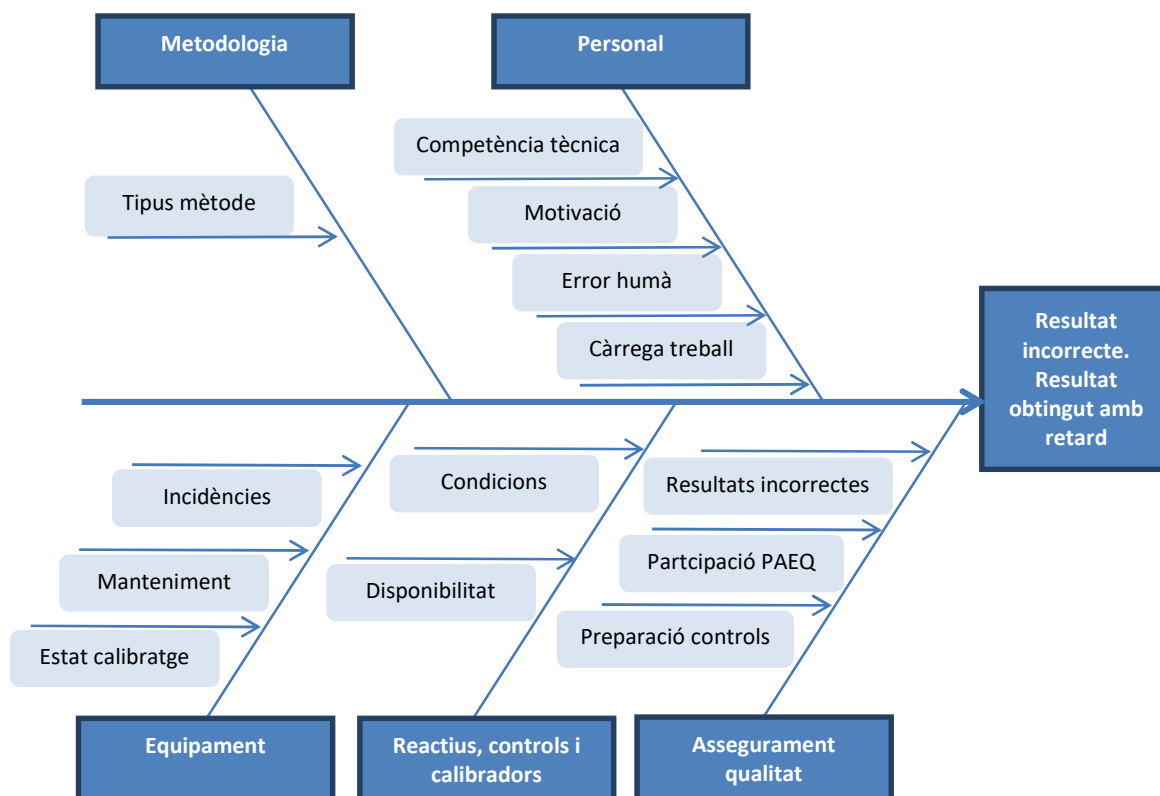 Metodologia
Personal
Competència tècnica
Tipus mètode
Motivació
Error humà
Càrrega treball
Resultat
incorrecte.
Resultat
obtingut amb
retard
Incidències
Condicions
Resultats incorrectes
Manteniment
Disponibilitat
Partcipació PAEQ
Estat calibratge
Preparació controls
Equipament
Reactius, controls i
calibradors
Assegurament
qualitat